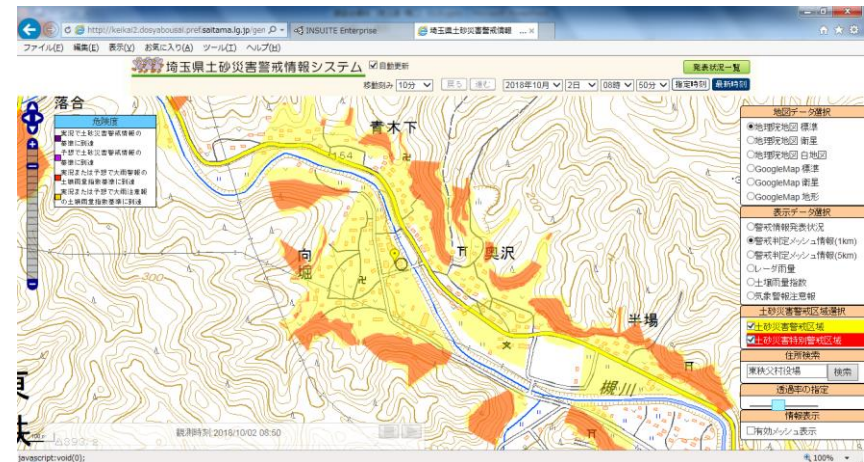 http://keikai2.dosyabousai.pref.saitama.lg.jp/gen
INSUITE Enterprise
埼玉県土砂災害警戒情報 ...
ファイル(F) 編集(E) 表示(V) お気に入り(A) ツール(T) ヘルプ(H)
埼玉県土砂災害警戒情報システム
自動更新
発表状況一覧
移動刻み 10分 戻る 進む 2018年10月 2日 08時 50分 指定時刻 最新時刻
落合
危険度
実況で土砂災害警戒情報の
基準に到達
予想で土砂災害警戒情報の
基準に到達
実況または予想で大雨警報の
土壌雨量指数基準に到達
実況または予想で大雨注意報
の土壌雨量指数基準に到達
青木下
154
向堀
奥沢
半場
槻川
300
地図データ選択
地理院地図 標準
地理院地図 衛星
地理院地図 白地図
GoogleMap 標準
GoogleMap 衛星
GoogleMap 地形
表示データ選択
警戒情報発表状況
警戒判定メッシュ情報(1km)
警戒判定メッシュ情報(5km)
レーダ雨量
土壌雨量指数
気象警報注意報
土砂災害警戒区域選択
土砂災害警戒区域
土砂災害特別警戒区域
住所検索
東秩父村役場 検索
透過率の指定
情報表示
有効メッシュ表示
観測時刻:2018/10/02 08:50
javascript:void(0);
100%